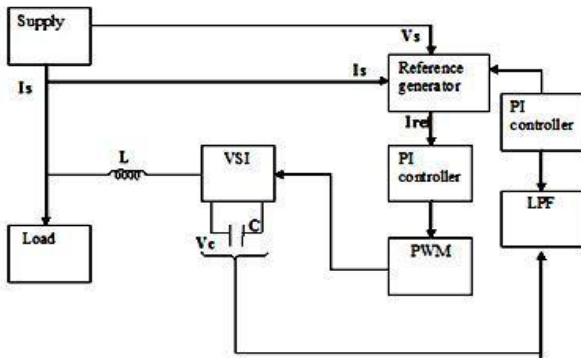 Supply
Vs
Is
Is
Reference
generator
PI
controller
Iref
L
VSI
PI
controller
C
Vc
Load
PWM
LPF